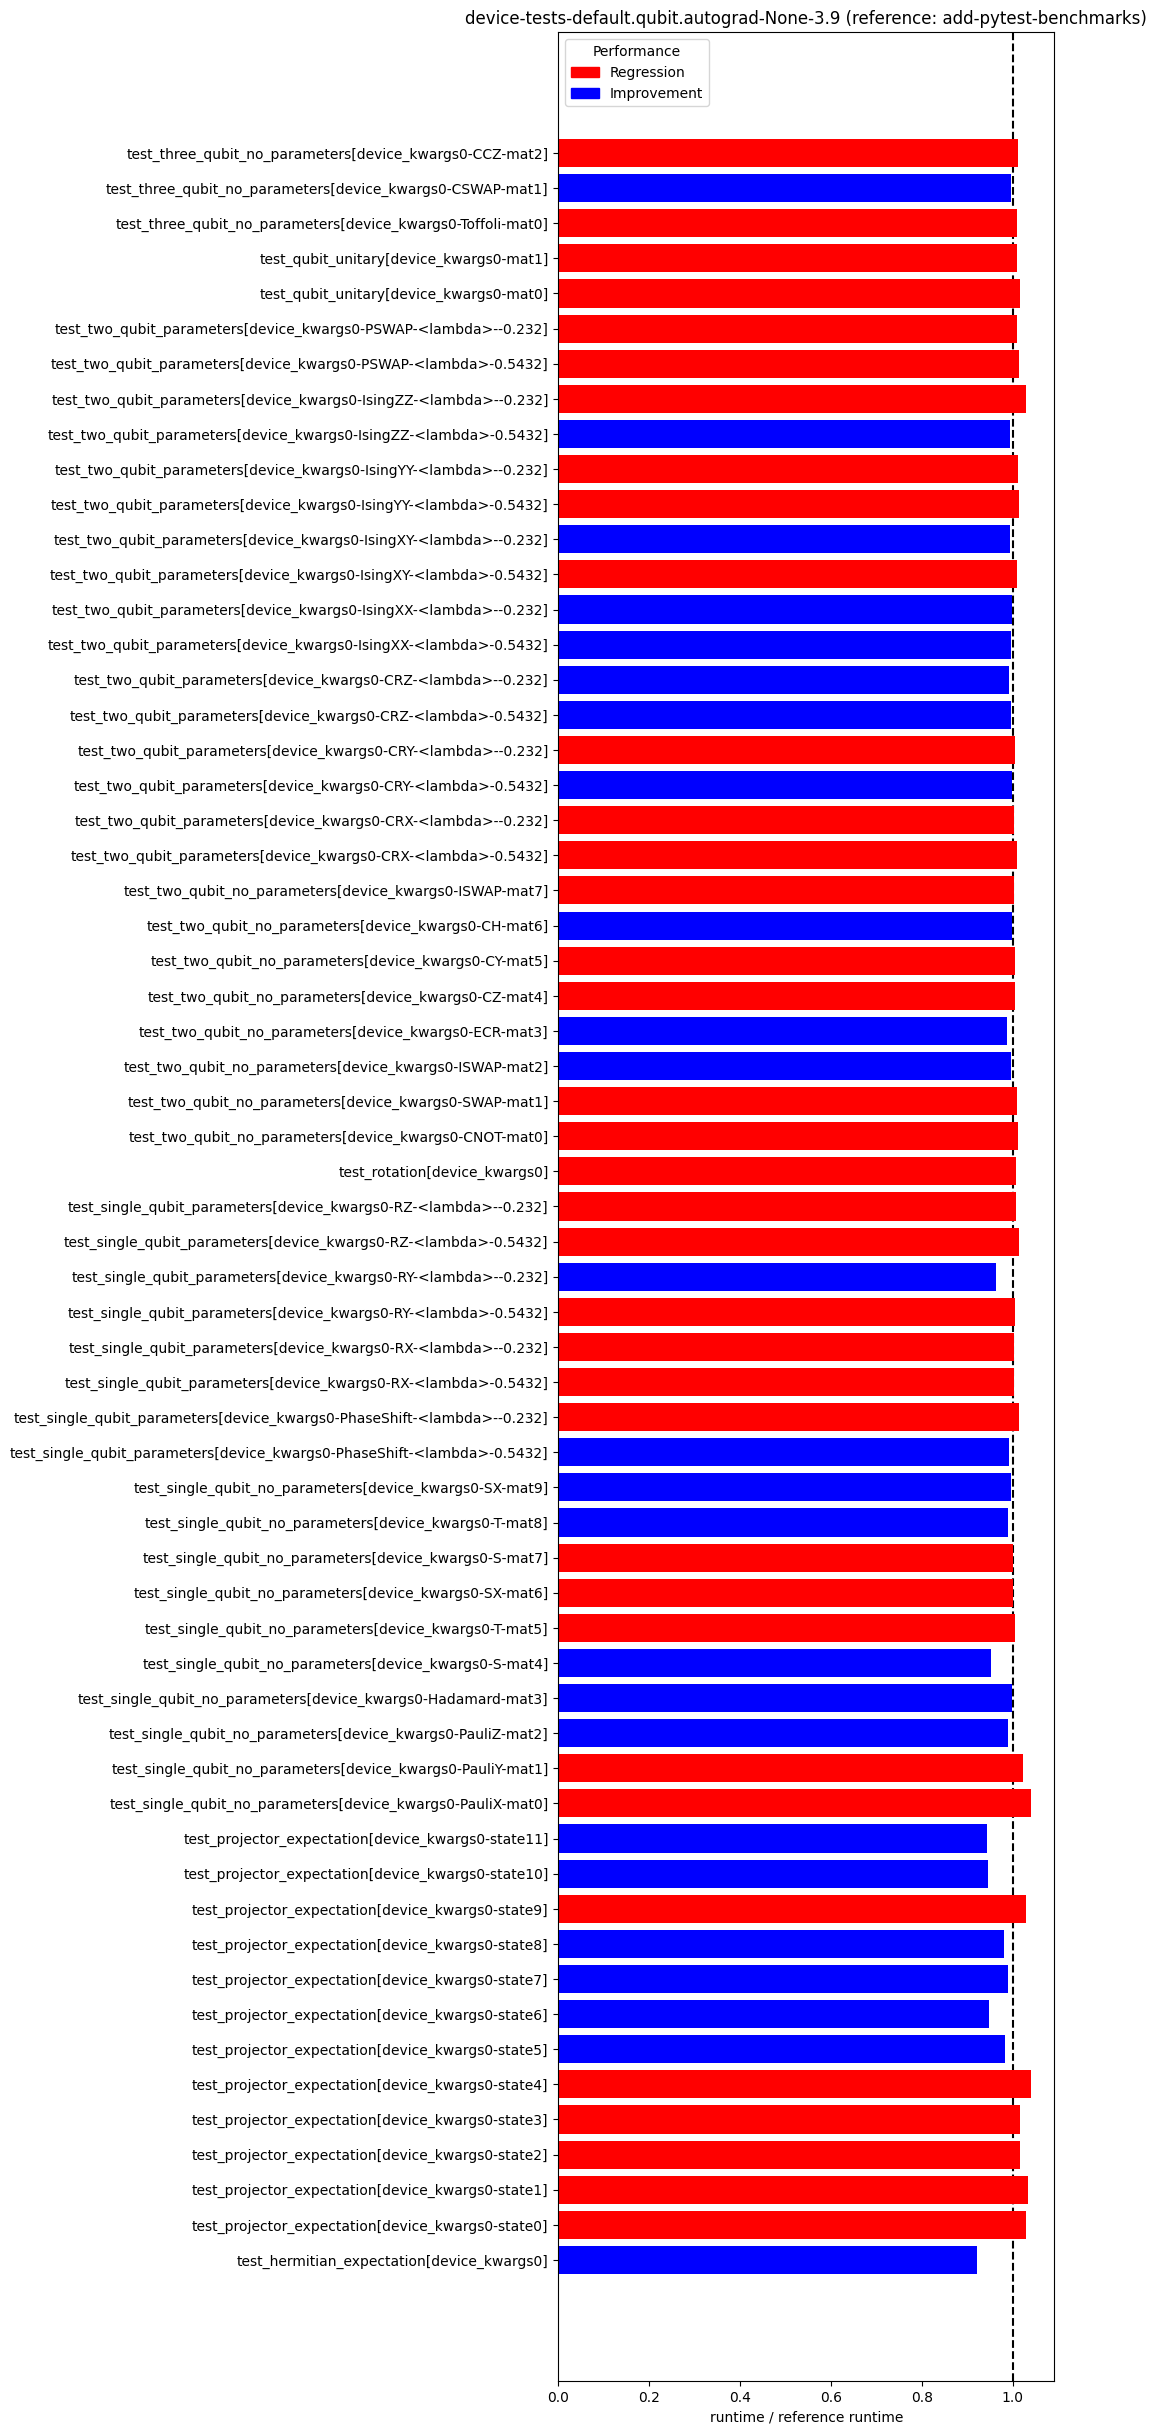 device-tests-default.qubit.autograd-None-3.9 (reference: add-pytest-benchmarks)
Performance
Regression
Improvement
test_three_qubit_no_parameters[device_kwargs0-CCZ-mat2]
test_three_qubit_no_parameters[device_kwargs0-CSWAP-mat1]
test_three_qubit_no_parameters[device_kwargs0-Toffoli-mat0]
test_qubit_unitary[device_kwargs0-mat1]
test_qubit_unitary[device_kwargs0-mat0]
test_two_qubit_parameters[device_kwargs0-PSWAP-<lambda>--0.232]
test_two_qubit_parameters[device_kwargs0-PSWAP-<lambda>-0.5432]
test_two_qubit_parameters[device_kwargs0-IsingZZ-<lambda>--0.232]
test_two_qubit_parameters[device_kwargs0-IsingZZ-<lambda>-0.5432]
test_two_qubit_parameters[device_kwargs0-IsingYY-<lambda>--0.232]
test_two_qubit_parameters[device_kwargs0-IsingYY-<lambda>-0.5432]
test_two_qubit_parameters[device_kwargs0-IsingXY-<lambda>--0.232]
test_two_qubit_parameters[device_kwargs0-IsingXY-<lambda>-0.5432]
test_two_qubit_parameters[device_kwargs0-IsingXX-<lambda>--0.232]
test_two_qubit_parameters[device_kwargs0-IsingXX-<lambda>-0.5432]
test_two_qubit_parameters[device_kwargs0-CRZ-<lambda>--0.232]
test_two_qubit_parameters[device_kwargs0-CRZ-<lambda>-0.5432]
test_two_qubit_parameters[device_kwargs0-CRY-<lambda>--0.232]
test_two_qubit_parameters[device_kwargs0-CRY-<lambda>-0.5432]
test_two_qubit_parameters[device_kwargs0-CRX-<lambda>--0.232]
test_two_qubit_parameters[device_kwargs0-CRX-<lambda>-0.5432]
test_two_qubit_no_parameters[device_kwargs0-ISWAP-mat7]
test_two_qubit_no_parameters[device_kwargs0-CH-mat6]
test_two_qubit_no_parameters[device_kwargs0-CY-mat5]
test_two_qubit_no_parameters[device_kwargs0-CZ-mat4]
test_two_qubit_no_parameters[device_kwargs0-ECR-mat3]
test_two_qubit_no_parameters[device_kwargs0-ISWAP-mat2]
test_two_qubit_no_parameters[device_kwargs0-SWAP-mat1]
test_two_qubit_no_parameters[device_kwargs0-CNOT-mat0]
test_rotation[device_kwargs0]
test_single_qubit_parameters[device_kwargs0-RZ-<lambda>--0.232]
test_single_qubit_parameters[device_kwargs0-RZ-<lambda>-0.5432]
test_single_qubit_parameters[device_kwargs0-RY-<lambda>--0.232]
test_single_qubit_parameters[device_kwargs0-RY-<lambda>-0.5432]
test_single_qubit_parameters[device_kwargs0-RX-<lambda>--0.232]
test_single_qubit_parameters[device_kwargs0-RX-<lambda>-0.5432]
test_single_qubit_parameters[device_kwargs0-PhaseShift-<lambda>--0.232]
test_single_qubit_parameters[device_kwargs0-PhaseShift-<lambda>-0.5432]
test_single_qubit_no_parameters[device_kwargs0-SX-mat9]
test_single_qubit_no_parameters[device_kwargs0-T-mat8]
test_single_qubit_no_parameters[device_kwargs0-S-mat7]
test_single_qubit_no_parameters[device_kwargs0-SX-mat6]
test_single_qubit_no_parameters[device_kwargs0-T-mat5]
test_single_qubit_no_parameters[device_kwargs0-S-mat4]
test_single_qubit_no_parameters[device_kwargs0-Hadamard-mat3]
test_single_qubit_no_parameters[device_kwargs0-PauliZ-mat2]
test_single_qubit_no_parameters[device_kwargs0-PauliY-mat1]
test_single_qubit_no_parameters[device_kwargs0-PauliX-mat0]
test_projector_expectation[device_kwargs0-state11]
test_projector_expectation[device_kwargs0-state10]
test_projector_expectation[device_kwargs0-state9]
test_projector_expectation[device_kwargs0-state8]
test_projector_expectation[device_kwargs0-state7]
test_projector_expectation[device_kwargs0-state6]
test_projector_expectation[device_kwargs0-state5]
test_projector_expectation[device_kwargs0-state4]
test_projector_expectation[device_kwargs0-state3]
test_projector_expectation[device_kwargs0-state2]
test_projector_expectation[device_kwargs0-state1]
test_projector_expectation[device_kwargs0-state0]
test_hermitian_expectation[device_kwargs0]
0.0 0.2 0.4 0.6 0.8 1.0
runtime / reference runtime